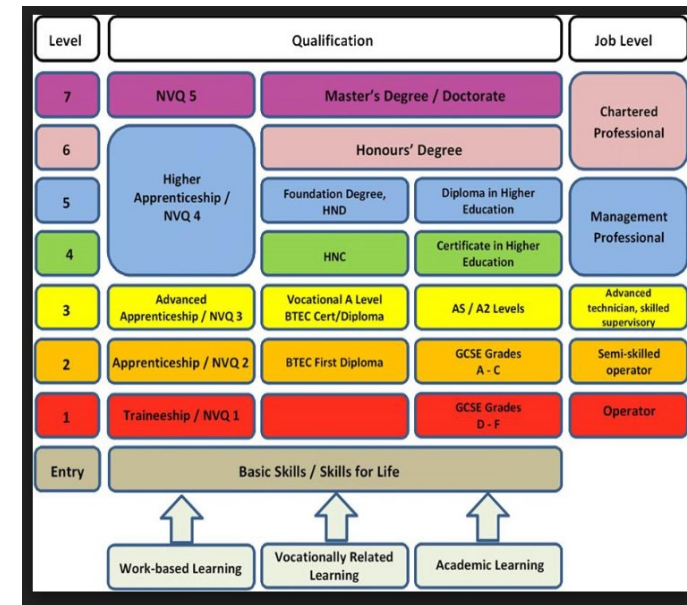 Level
Qualification
Job Level
7
NVQ 5
Master's Degree / Doctorate
Chartered
Professional
6
Higher
Apprenticeship /
NVQ 4
Honours' Degree
5
Foundation Degree,
HND
Diploma in Higher
Education
Management
Professional
4
HNC
Certificate in Higher
Education
3
Advanced
Apprenticeship / NVQ 3
Vocational A Level
BTEC Cert/Diploma
AS / A2 Levels
Advanced
technician, skilled
supervisory
2
Apprenticeship / NVQ 2
BTEC First Diploma
GCSE Grades
A - C
Semi-skilled
operator
1
Traineeship / NVQ 1
GCSE Grades
D - F
Operator
Entry
Basic Skills / Skills for Life
Work-based Learning
Vocationally Related
Learning
Academic Learning